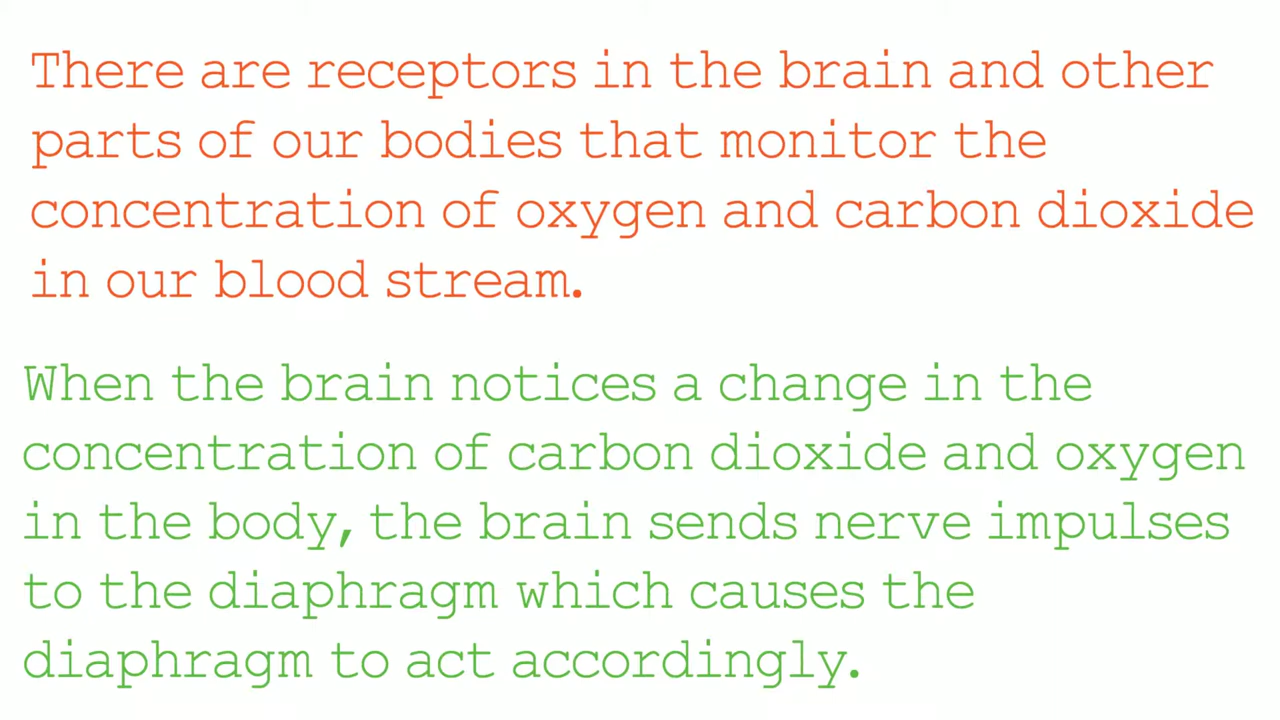 There are receptors in the brain and other
parts of our bodies that monitor the
concentration of oxygen and carbon dioxide
in our blood stream.
When the brain notices a change in the
concentration of carbon dioxide and oxygen
in the body, the brain sends nerve impulses
to the diaphragm which causes the
diaphragm to act accordingly.